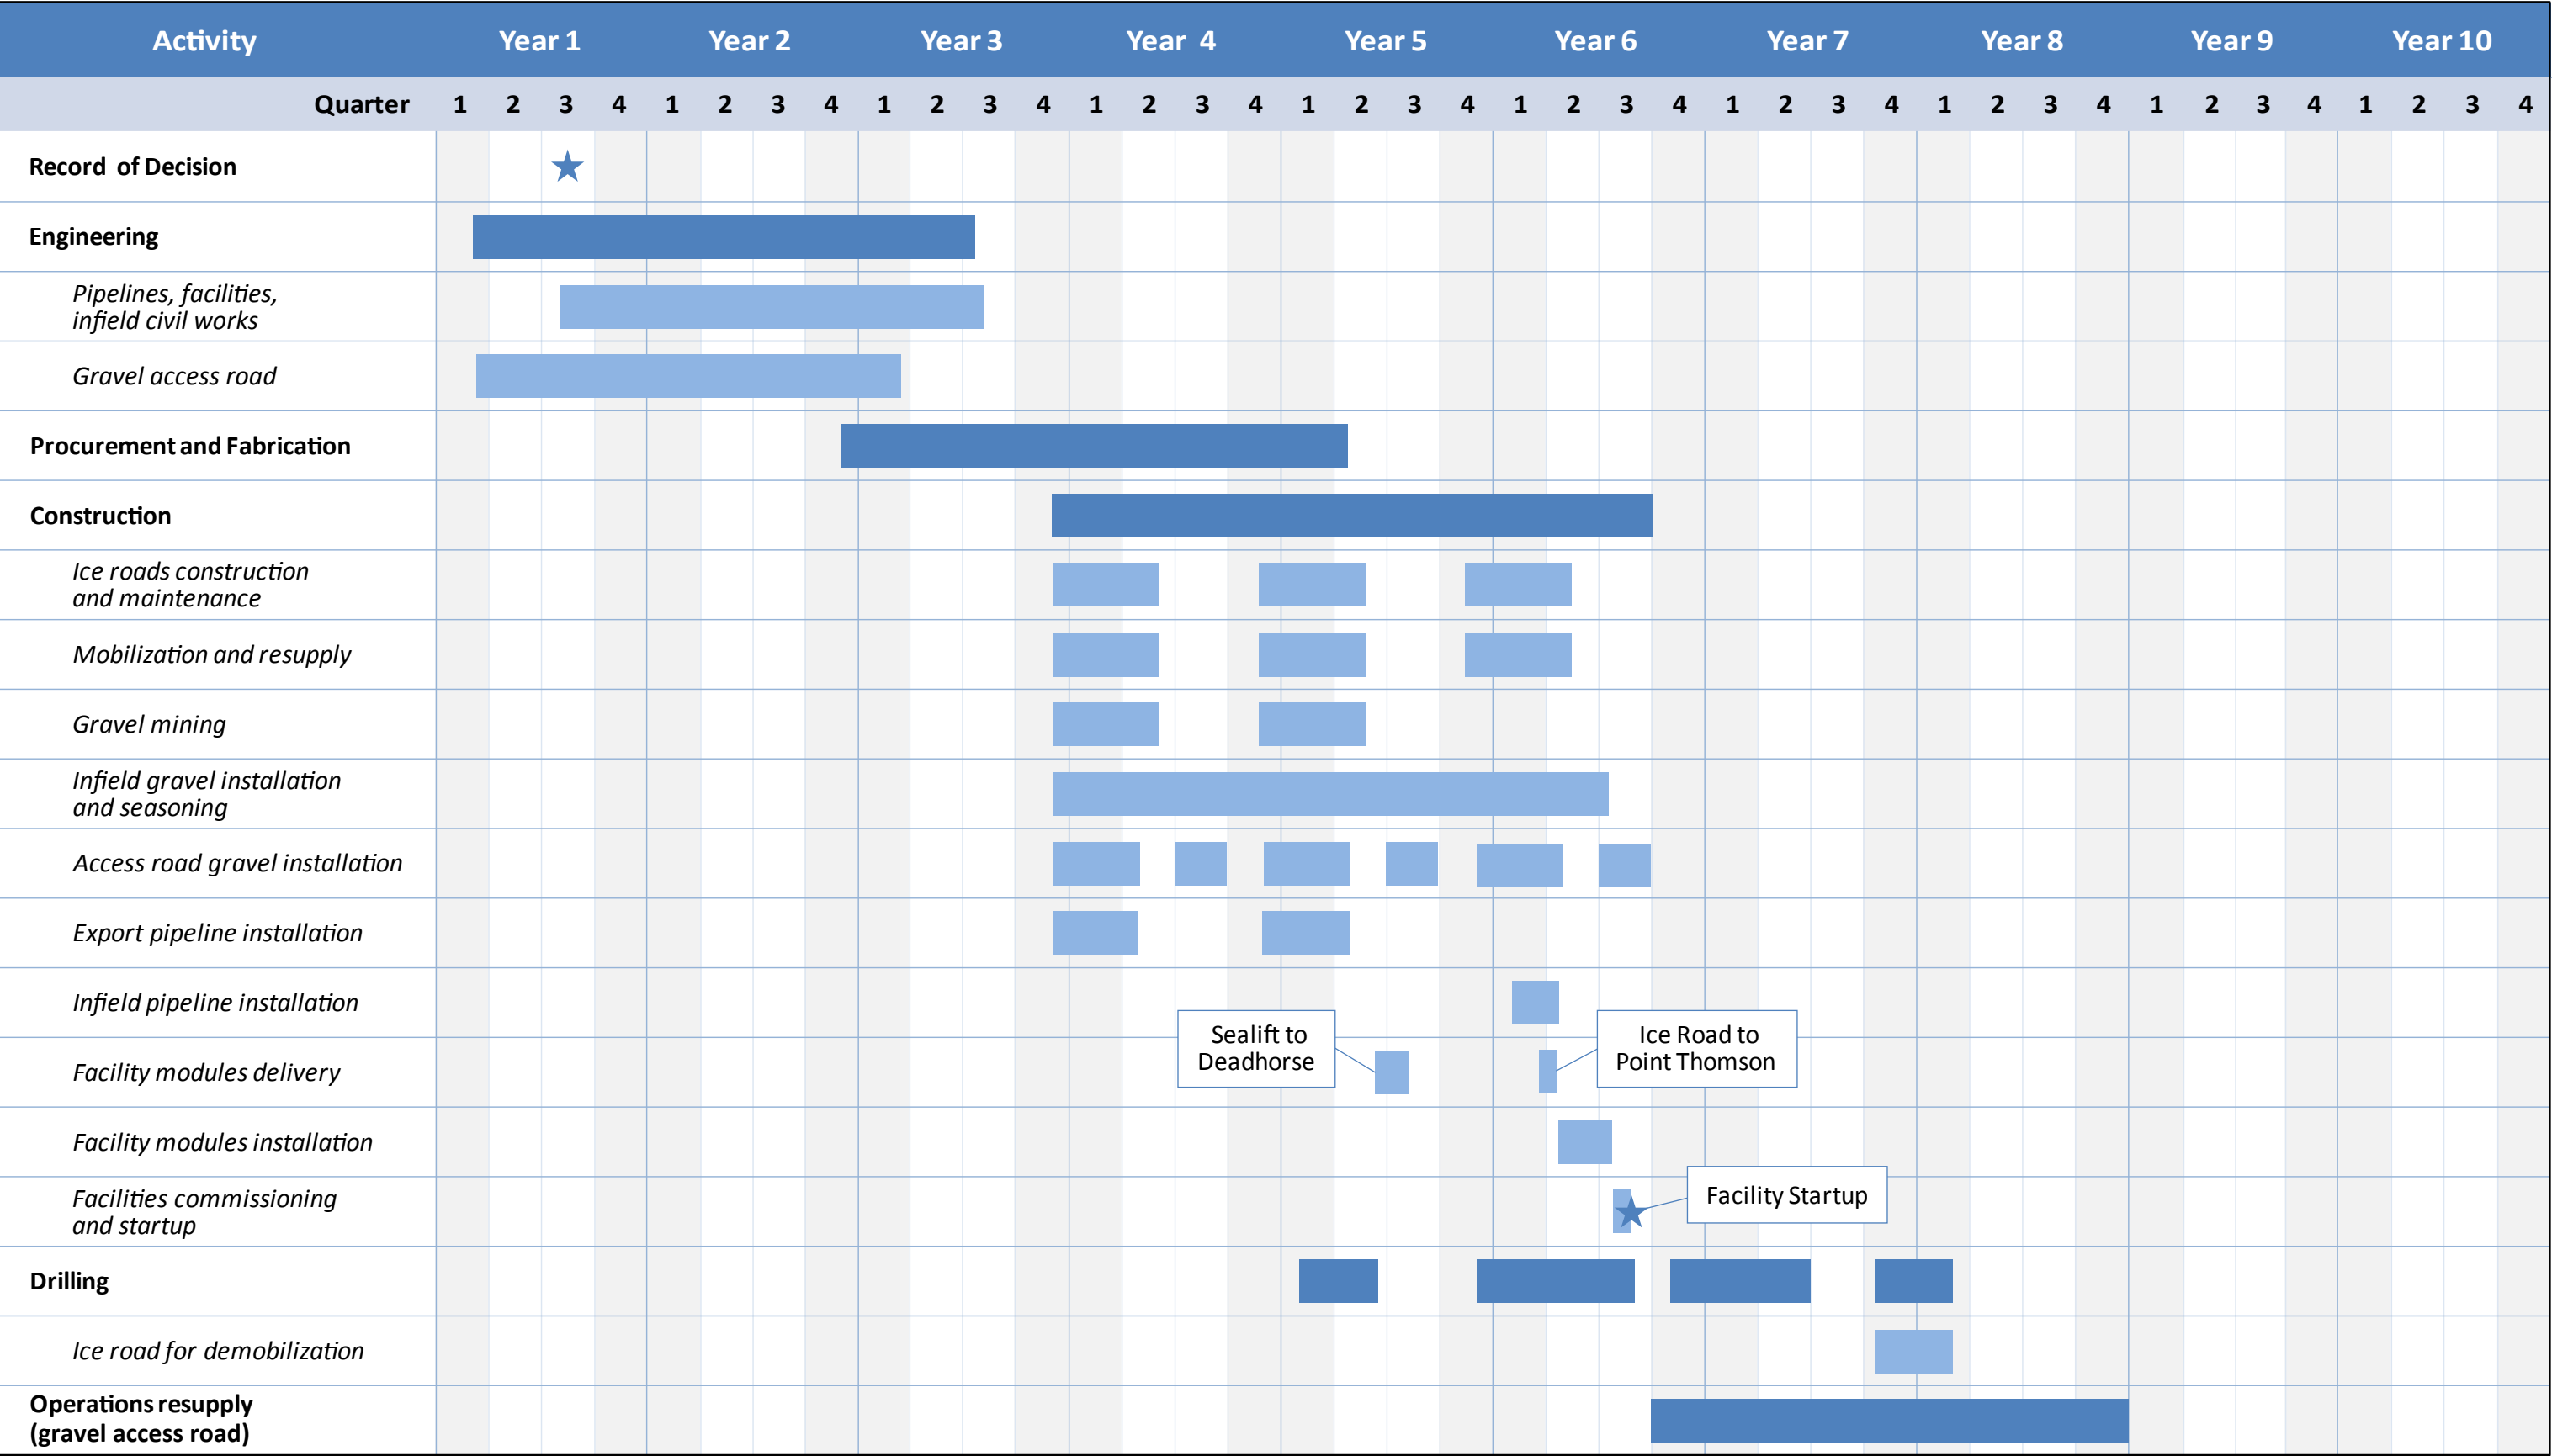 Activity Year 1 Year 2 Year 3 Year 4 Year 5 Year 6 Year 7 Year 8 Year 9 Year 10
Quarter 1 2 3 4 1 2 3 4 1 2 3 4 1 2 3 4 1 2 3 4 1 2 3 4 1 2 3 4 1 2 3 4 1 2 3 4 1 2 3 4
Record of Decision
Engineering
Pipelines, facilities,
infield civil works
Gravel access road
Procurement and Fabrication
Construction
Ice roads construction
and maintenance
Mobilization and resupply
Gravel mining
Infield gravel installation
and seasoning
Access road gravel installation
Export pipeline installation
Infield pipeline installation
Sealift to
Deadhorse
Ice Road to
Point Thomson
Facility modules delivery
Facility modules installation
Facilities commissioning
and startup
Facility Startup
Drilling
Ice road for demobilization
Operations resupply
(gravel access road)